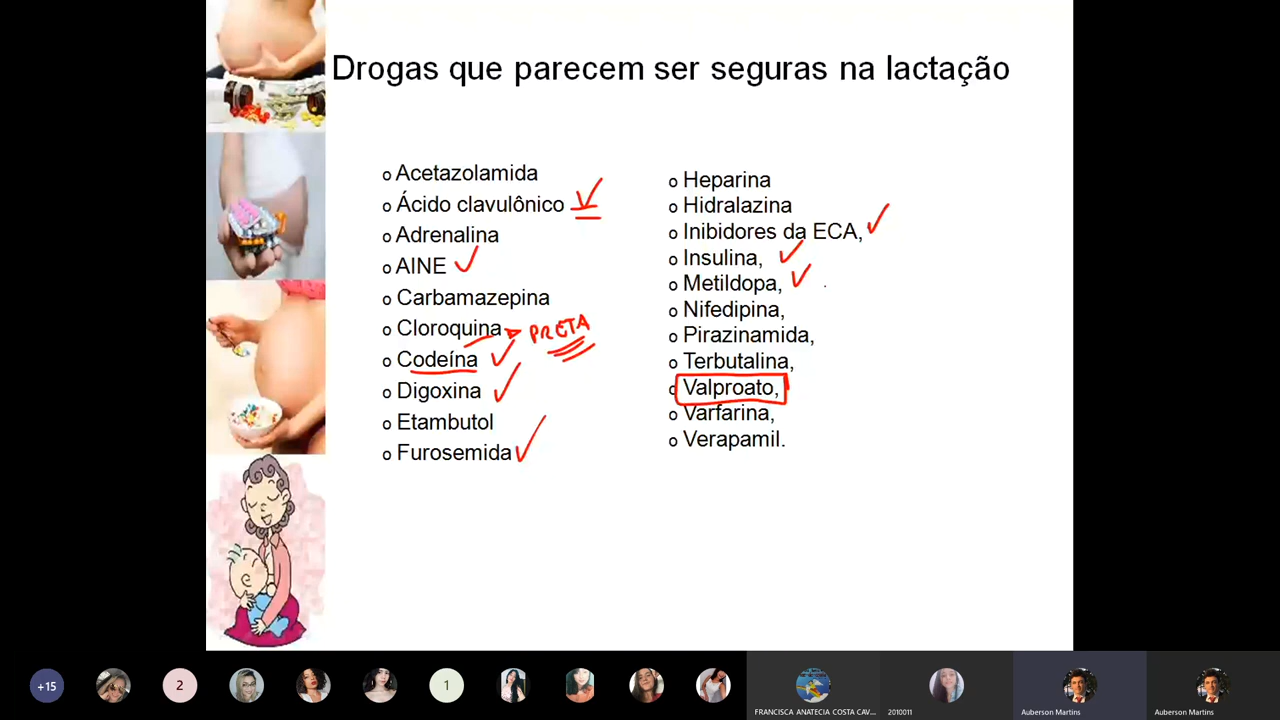 Drogas que parecem ser seguras na lactação
o Acetazolamida
o Ácido clavulônico
o Adrenalina
o AINE
o Carbamazepina
o Cloroquina PRETA
o Codeína
o Digoxina
o Etambutol
o Furosemida
o Heparina
o Hidralazina
o Inibidores da ECA,
o Insulina,
o Metildopa,
o Nifedipina,
o Pirazinamida,
o Terbutalina,
o Valproato,
o Varfarina,
o Verapamil.
+15
2
1
FRANCISCA ANATECIA COSTA CAV...
2010011
Auberson Martins
Auberson Martins